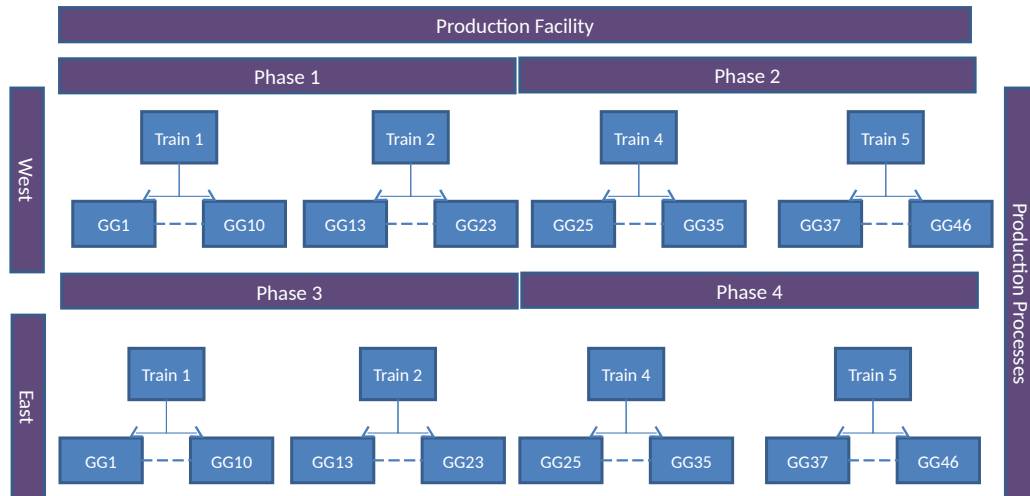 Production Facility
Phase 1
Phase 2
West
Train 1
Train 2
Train 4
Train 5
GG1
GG10
GG13
GG23
GG25
GG35
GG37
GG46
Production Processes
Phase 3
Phase 4
East
Train 1
Train 2
Train 4
Train 5
GG1
GG10
GG13
GG23
GG25
GG35
GG37
GG46